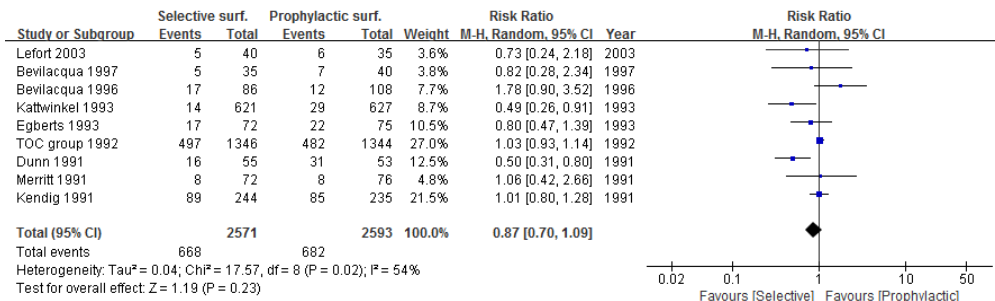 Selective surf. Prophylactic surf. Risk Ratio Risk Ratio
Study or Subgroup Events Total Events Total Weight M-H, Random, 95% CI Year M-H, Random, 95% CI
Lefort 2003 5 40 6 35 3.6% 0.73 [0.24, 2.18] 2003
Bevilacqua 1997 5 35 7 40 3.8% 0.82 [0.28, 2.34] 1997
Bevilacqua 1996 17 86 12 108 7.8% 1.78 [0.90, 3.52] 1996
Kattwinkel 1993 14 621 29 627 8.7% 0.49 [0.26, 0.91] 1993
Egberts 1993 17 72 22 75 10.5% 0.80 [0.47, 1.39] 1993
TOC group 1992 497 1346 482 1344 27.0% 1.03 [0.93, 1.14] 1992
Dunn 1991 16 55 31 53 12.5% 0.50 [0.31, 0.80] 1991
Merritt 1991 8 72 8 76 4.8% 1.06 [0.42, 2.66] 1991
Kendig 1991 89 244 85 235 21.5% 1.01 [0.80, 1.28] 1991
Total (95% CI) 2571 2593 100.0% 0.87 [0.70, 1.09]
Total events 668 682
Heterogeneity: Tau² = 0.04; Chi² = 17.57, df = 8 (P = 0.02); I² = 54%
Test for overall effect: Z = 1.19 (P = 0.23)
0.02 0.1 1 10 50
Favours [Selective] Favours [Prophylactic]